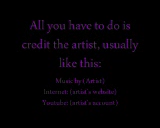 All you have to do is
credit the artist, usually
like this:
Music by (Artist)
Internet: (artist's website)
Youtube: (artist's account)